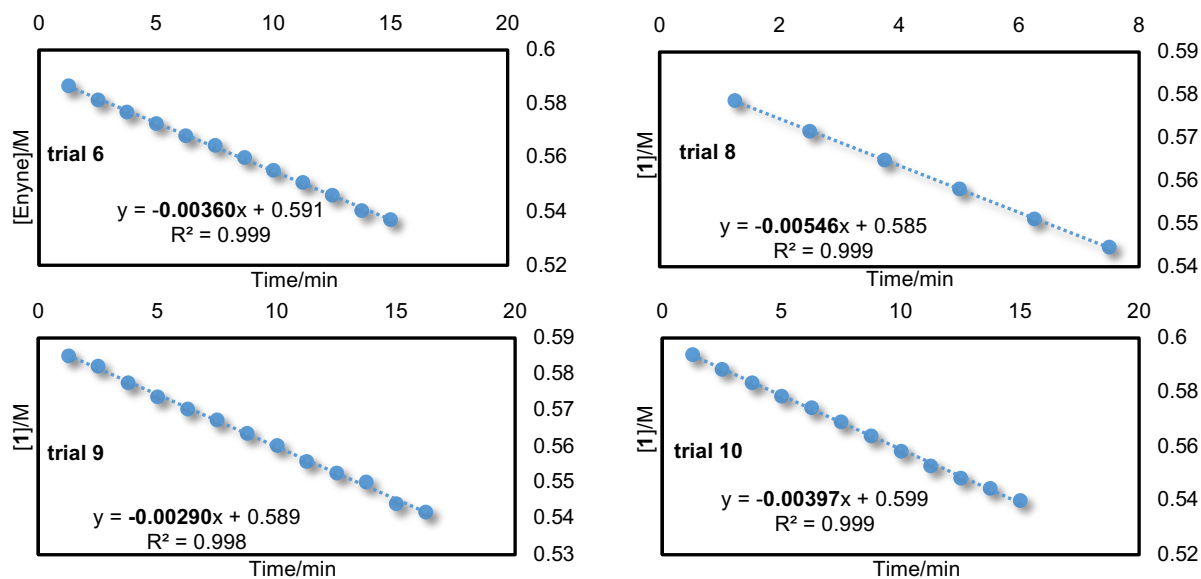 0 5 10 15 20
0.6
0.58
0.56
0.54
0.52
[Enyne]/M
trial 6
y = -0.00360x + 0.591
R² = 0.999
Time/min
0 2 4 6 8
0.59
0.58
0.57
0.56
0.55
0.54
[1]/M
trial 8
y = -0.00546x + 0.585
R² = 0.999
Time/min
0 5 10 15 20
0.59
0.58
0.57
0.56
0.55
0.54
0.53
[1]/M
trial 9
y = -0.00290x + 0.589
R² = 0.998
Time/min
0 5 10 15 20
0.6
0.58
0.56
0.54
0.52
[1]/M
trial 10
y = -0.00397x + 0.599
R² = 0.999
Time/min